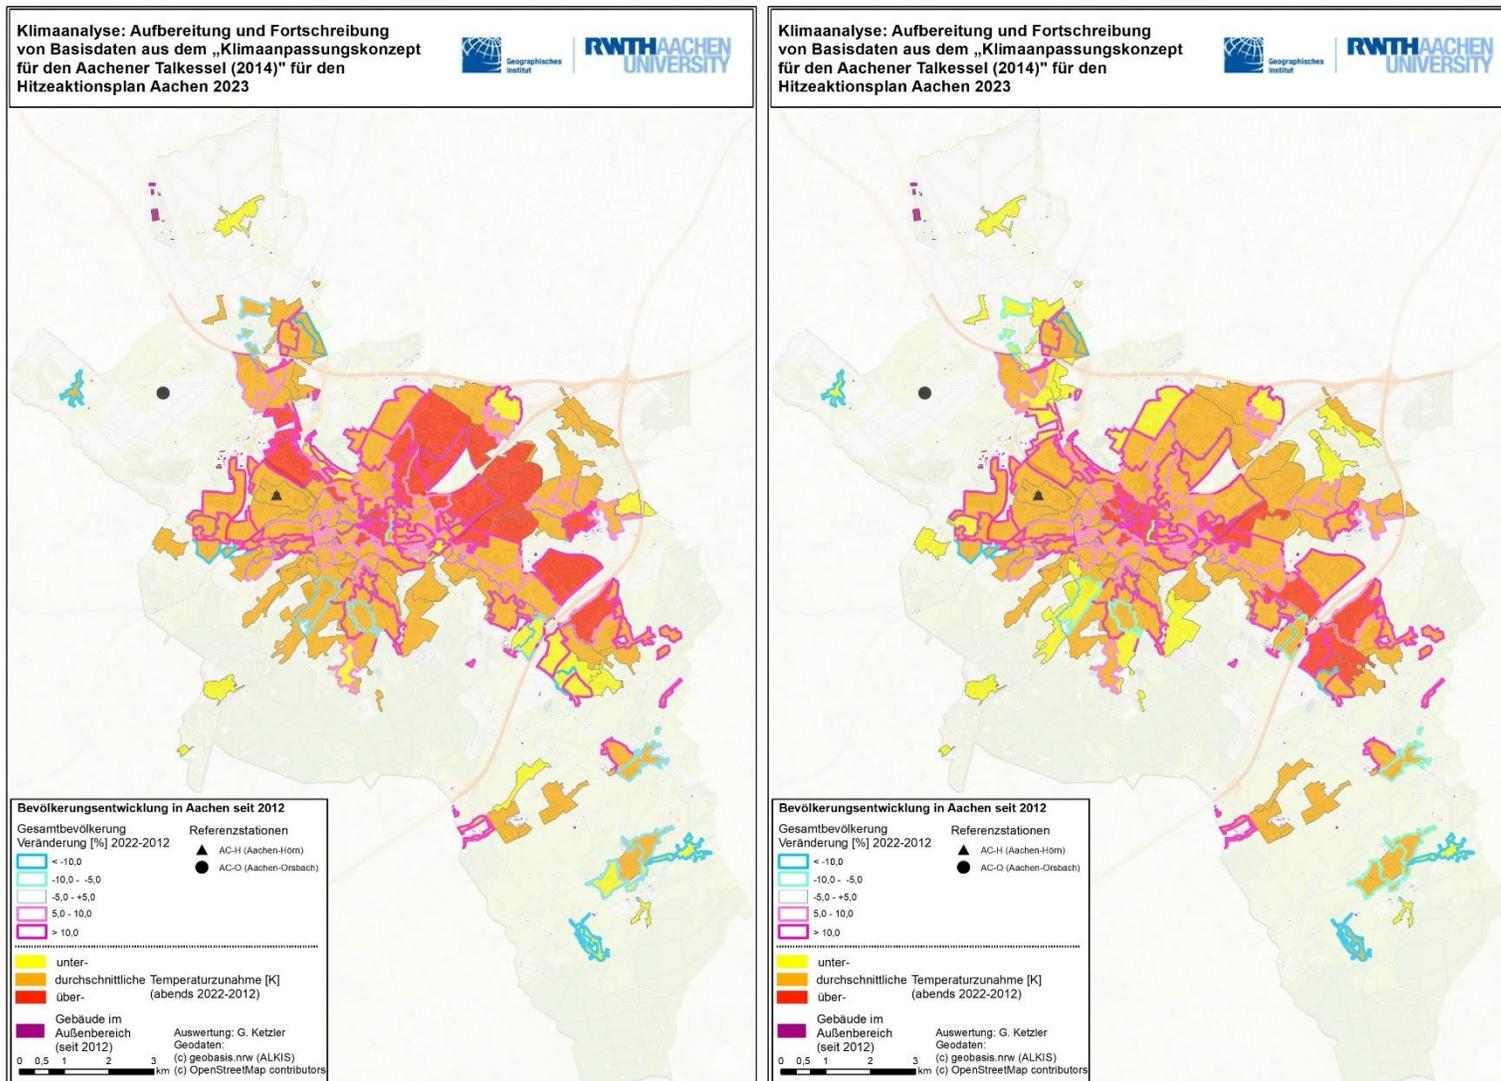 Klimaanalyse: Aufbereitung und Fortschreibung
von Basisdaten aus dem „Klimaanpassungskonzept
für den Aachener Talkessel (2014)" für den
Hitzeaktionsplan Aachen 2023
Geographisches
Institut
RWTHAACHEN
UNIVERSITY
Bevölkerungsentwicklung in Aachen seit 2012
Gesamtbevölkerung
Veränderung [%] 2022-2012
< -10,0
-10,0 - -5,0
-5,0 - +5,0
5,0 - 10,0
> 10,0
Referenzstationen
AC-H (Aachen-Hörn)
AC-O (Aachen-Orsbach)
unter-
durchschnittliche Temperaturzunahme [K]
über- (abends 2022-2012)
Gebäude im
Außenbereich
(seit 2012)
Auswertung: G. Ketzler
Geodaten:
(c) geobasis.nrw (ALKIS)
(c) OpenStreetMap contributors
0 0,5 1 2 3
km
Klimaanalyse: Aufbereitung und Fortschreibung
von Basisdaten aus dem „Klimaanpassungskonzept
für den Aachener Talkessel (2014)" für den
Hitzeaktionsplan Aachen 2023
Geographisches
Institut
RWTHAACHEN
UNIVERSITY
Bevölkerungsentwicklung in Aachen seit 2012
Gesamtbevölkerung
Veränderung [%] 2022-2012
< -10,0
-10,0 - -5,0
-5,0 - +5,0
5,0 - 10,0
> 10,0
Referenzstationen
AC-H (Aachen-Hörn)
AC-O (Aachen-Orsbach)
unter-
durchschnittliche Temperaturzunahme [K]
über- (abends 2022-2012)
Gebäude im
Außenbereich
(seit 2012)
Auswertung: G. Ketzler
Geodaten:
(c) geobasis.nrw (ALKIS)
(c) OpenStreetMap contributors
0 0,5 1 2 3
km